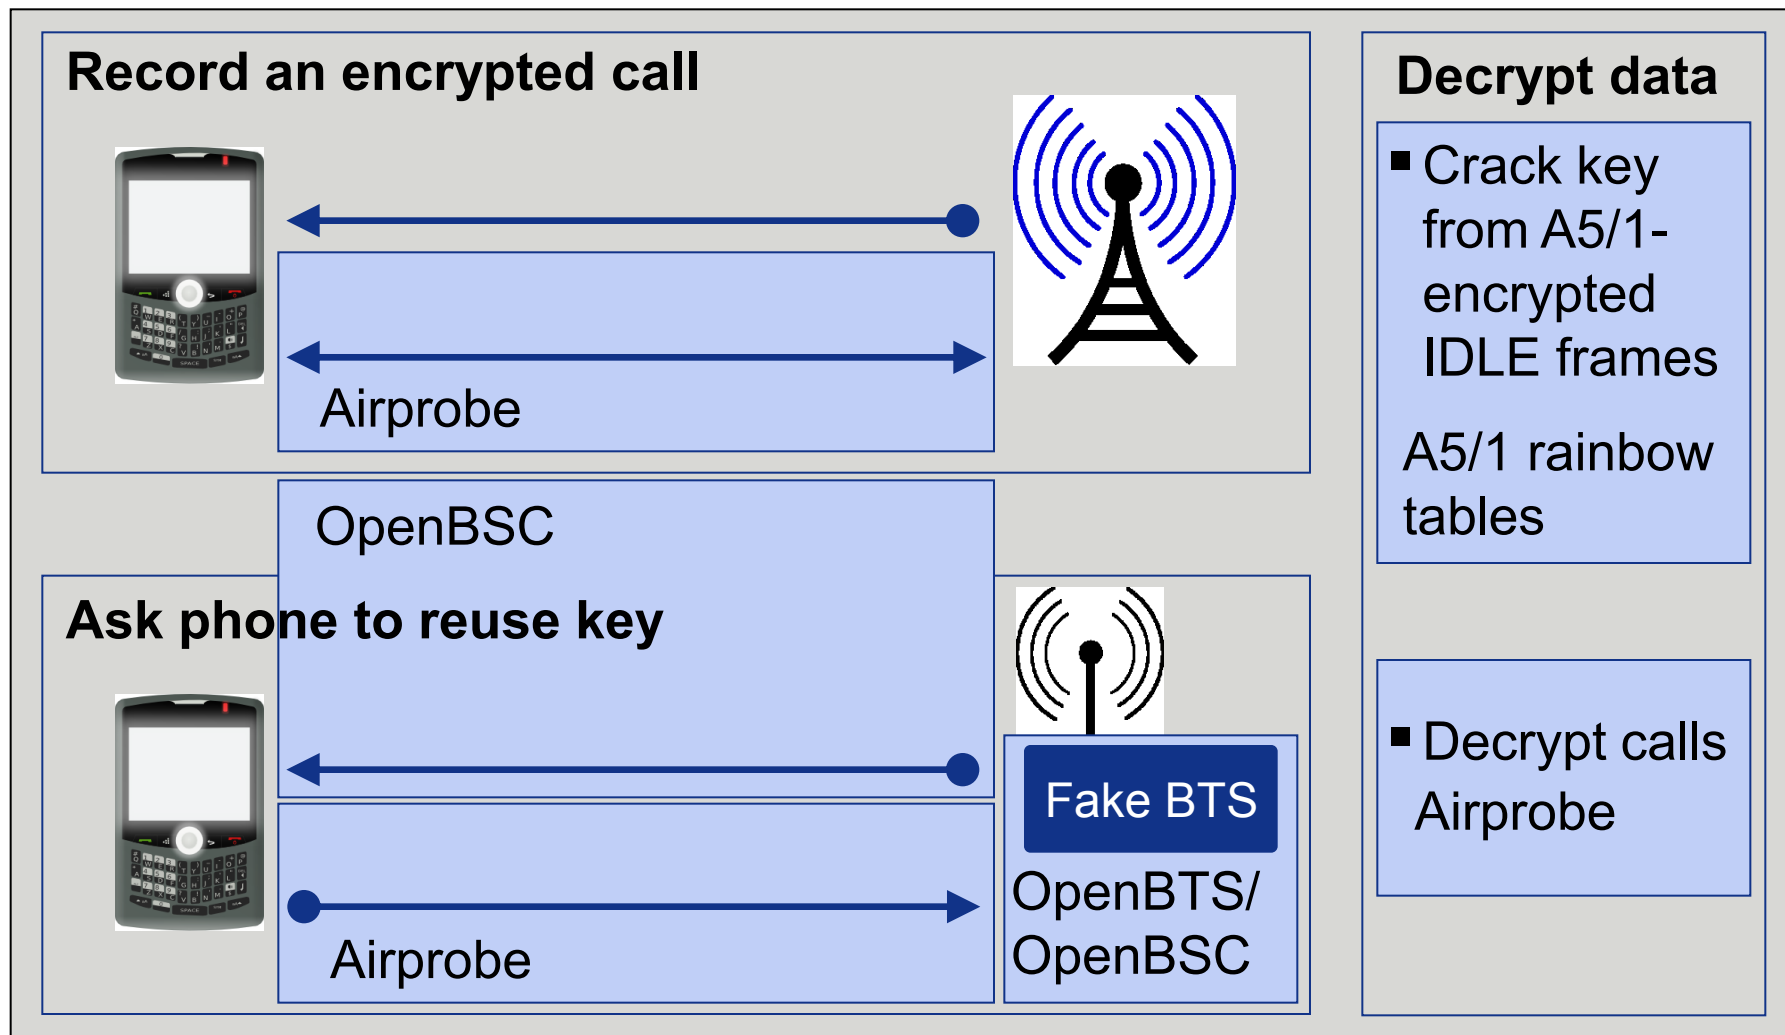 Record an encrypted call
Airprobe
OpenBSC
Ask phone to reuse key
Fake BTS
OpenBTS/
OpenBSC
Airprobe
Decrypt data
▪ Crack key
from A5/1-
encrypted
IDLE frames
A5/1 rainbow
tables
▪ Decrypt calls
Airprobe